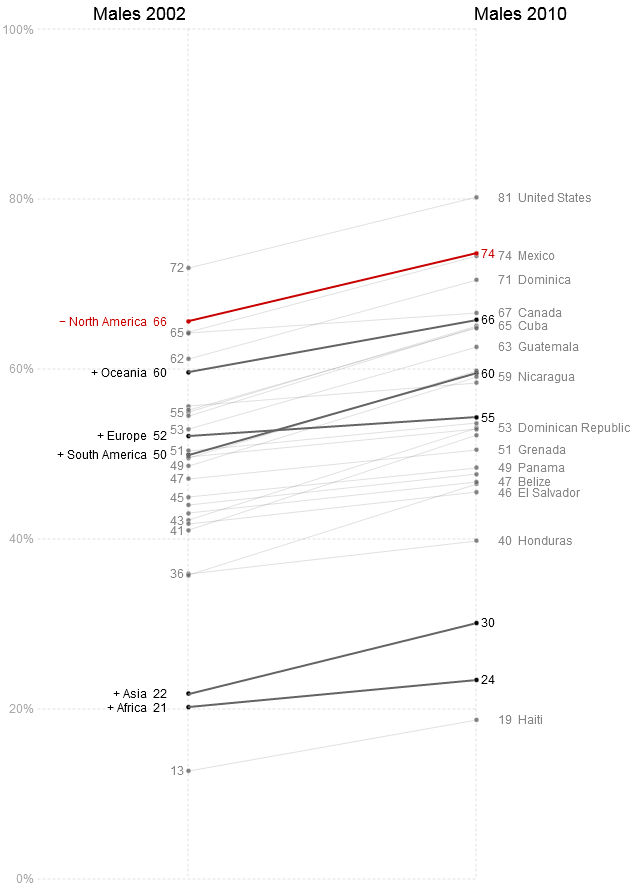 Males 2002 Males 2010
100%
80%
81 United States
72
74 74 Mexico
71 Dominica
− North America 66
67 Canada
66
65 Cuba
65
63 Guatemala
62
60%
+ Oceania 60
60
59 Nicaragua
55
55
53 Dominican Republic
53
+ Europe 52
51
51 Grenada
+ South America 50
49
49 Panama
47
47 Belize
46 El Salvador
45
43
41
40%
40 Honduras
36
30
+ Asia 22
24
+ Africa 21
20%
19 Haiti
13
0%